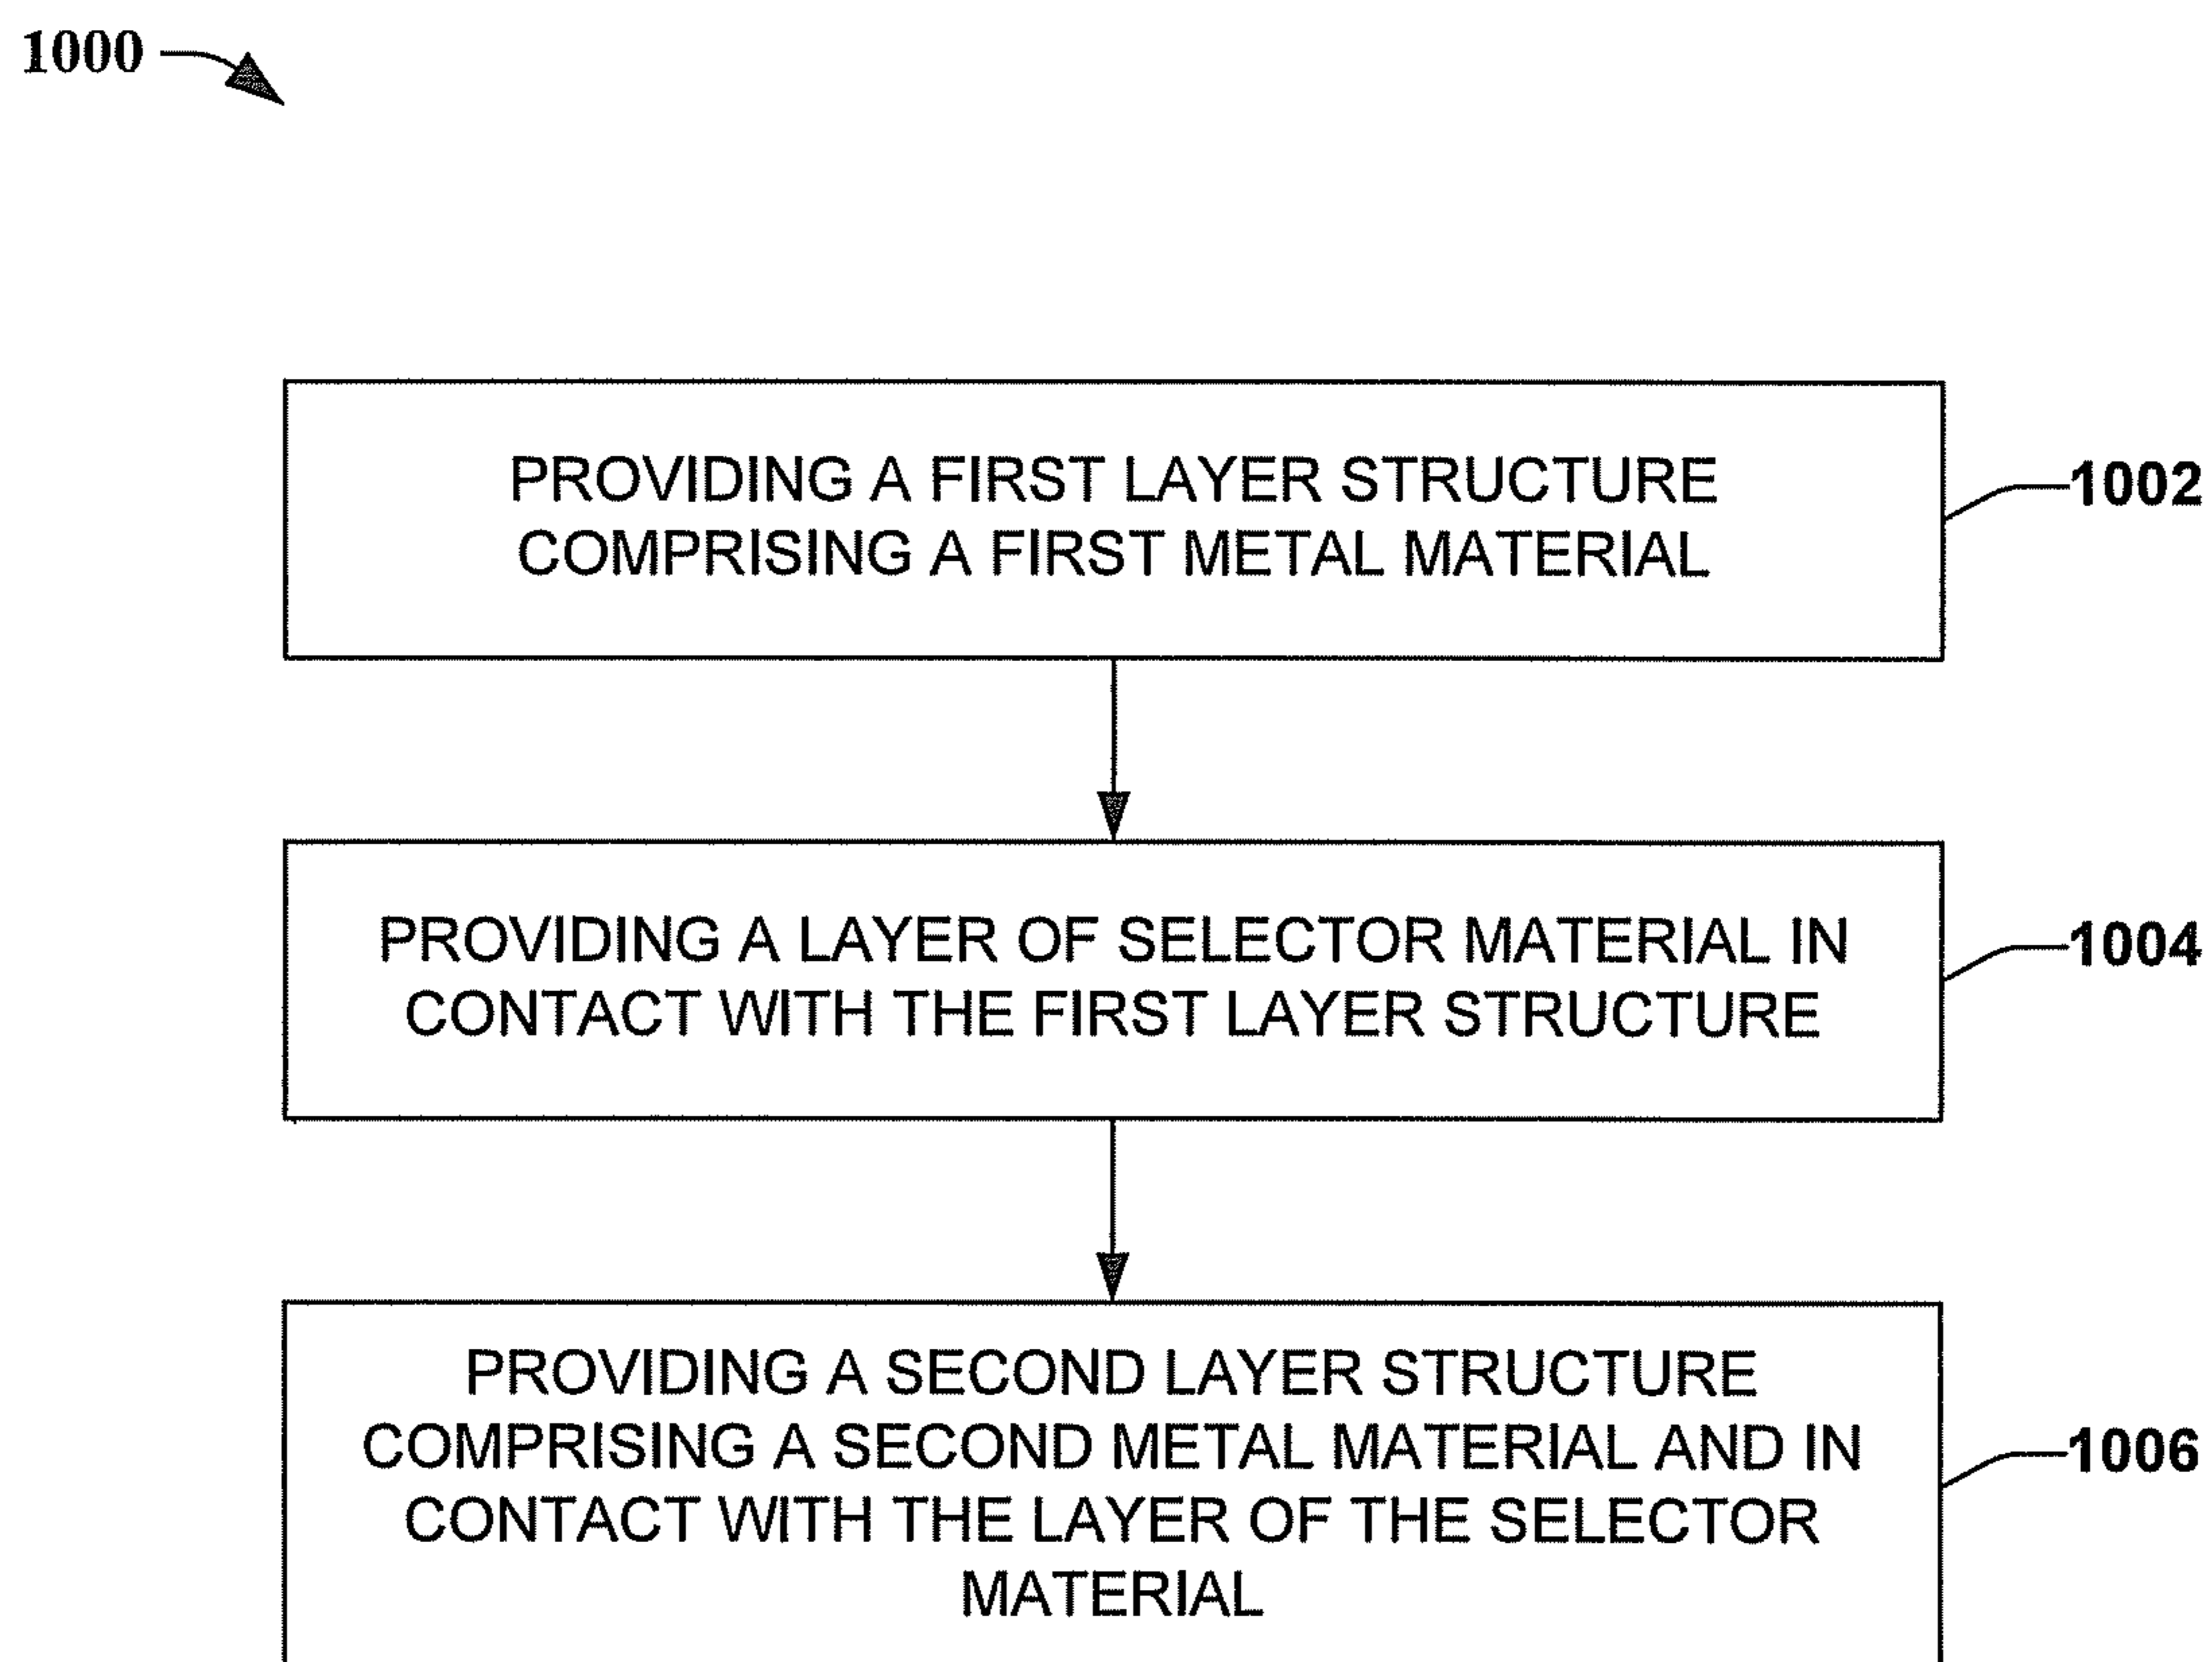 1000
PROVIDING A FIRST LAYER STRUCTURE
COMPRISING A FIRST METAL MATERIAL
1002
PROVIDING A LAYER OF SELECTOR MATERIAL IN
CONTACT WITH THE FIRST LAYER STRUCTURE
1004
PROVIDING A SECOND LAYER STRUCTURE
COMPRISING A SECOND METAL MATERIAL AND IN
CONTACT WITH THE LAYER OF THE SELECTOR
MATERIAL
1006